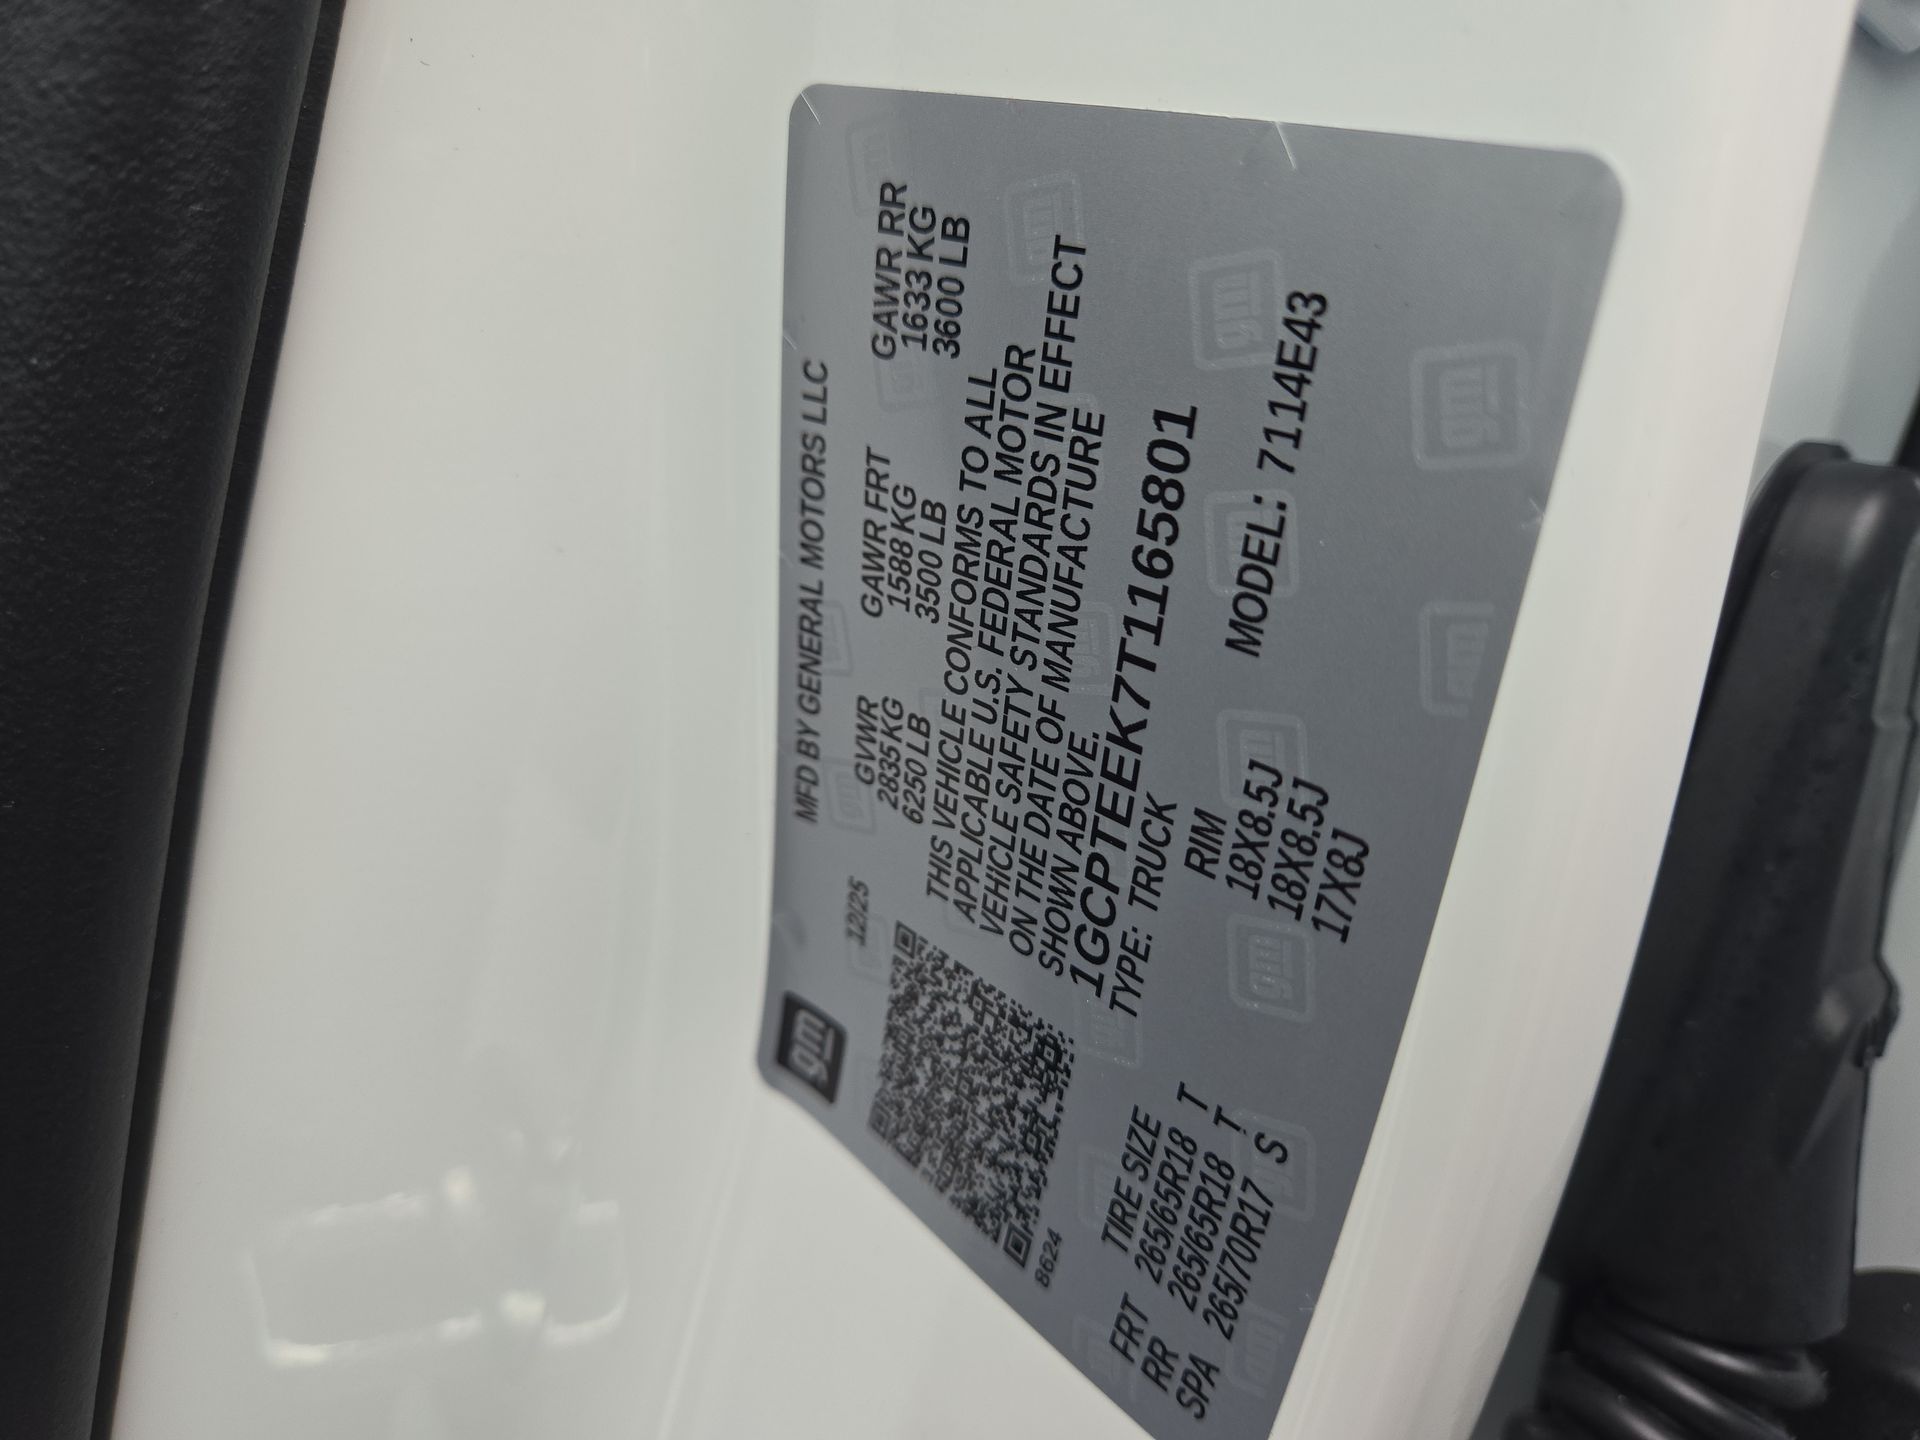 gm
MFD BY GENERAL MOTORS LLC
12/25
GVWR GAWR FRT GAWR RR
2835 KG 1588 KG 1633 KG
6250 LB 3500 LB 3600 LB
THIS VEHICLE CONFORMS TO ALL
APPLICABLE U.S. FEDERAL MOTOR
VEHICLE SAFETY STANDARDS IN EFFECT
ON THE DATE OF MANUFACTURE
SHOWN ABOVE.
1GCPTEEK7T1165801
8624
TYPE: TRUCK MODEL: 7114E43
TIRE SIZE RIM
FRT 265/65R18 T 18X8.5J
RR 265/65R18 T 18X8.5J
SPA 265/70R17 S 17X8J